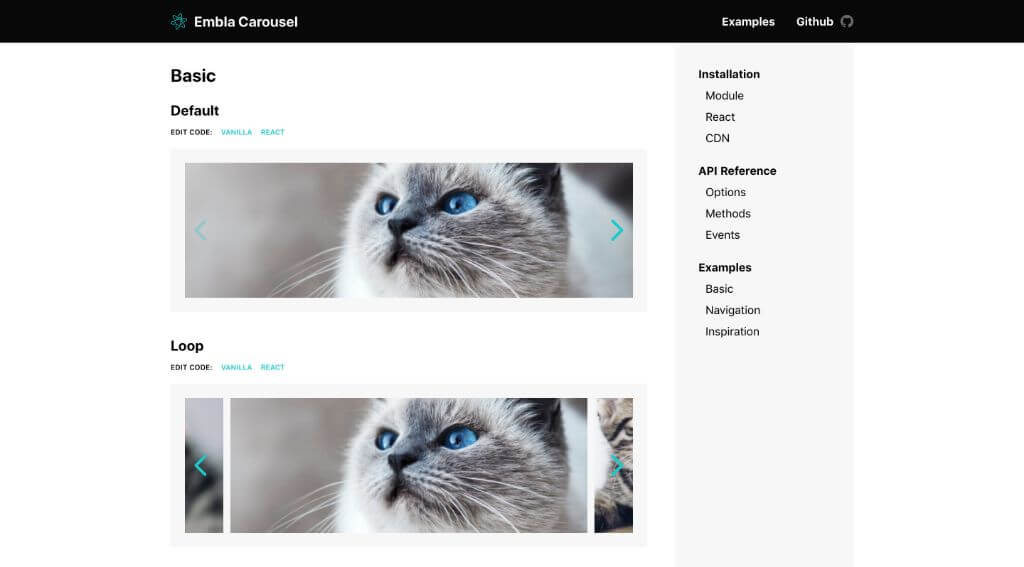 Embla Carousel
Examples
Github
Basic
Default
EDIT CODE: VANILLA REACT
Loop
EDIT CODE: VANILLA REACT
Installation
Module
React
CDN
API Reference
Options
Methods
Events
Examples
Basic
Navigation
Inspiration